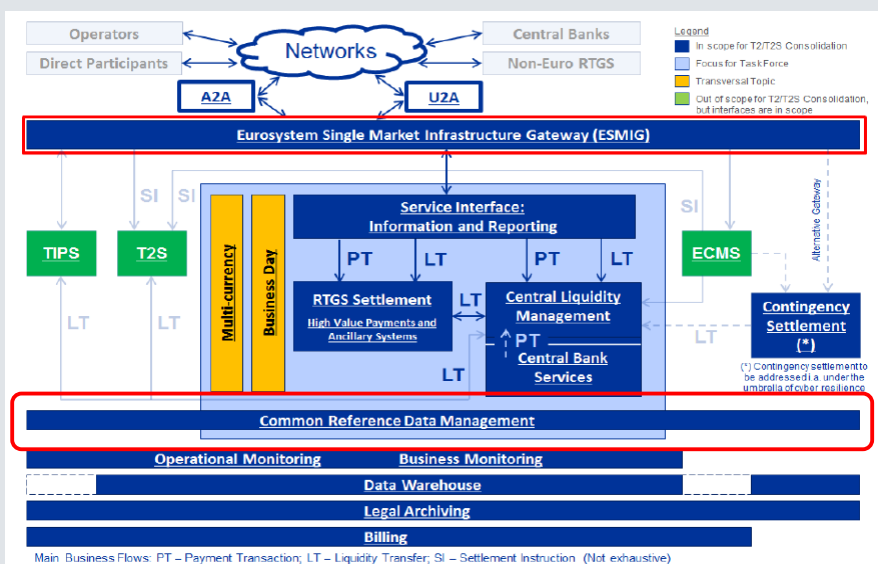 Operators
Direct Participants
Networks
Central Banks
Non-Euro RTGS
Legend
In scope for T2/T2S Consolidation
Focus for Task Force
Transversal Topic
Out of scope for T2/T2S Consolidation,
but interfaces are in scope
A2A
U2A
Eurosystem Single Market Infrastructure Gateway (ESMIG)
SI
SI
SI
Alternative Gateway
TIPS
T2S
Multi-currency
Business Day
Service Interface:
Information and Reporting
PT
LT
PT
LT
ECMS
RTGS Settlement
High Value Payments and
Ancillary Systems
LT
Central Liquidity
Management
PT
Central Bank
Services
Contingency
Settlement
(*)
LT
LT
LT
LT
(*) Contingency settlement to
be addressed i.a. under the
umbrella of cyber resilience
Common Reference Data Management
Operational Monitoring
Business Monitoring
Data Warehouse
Legal Archiving
Billing
Main Business Flows: PT – Payment Transaction; LT – Liquidity Transfer; SI – Settlement Instruction (Not exhaustive)